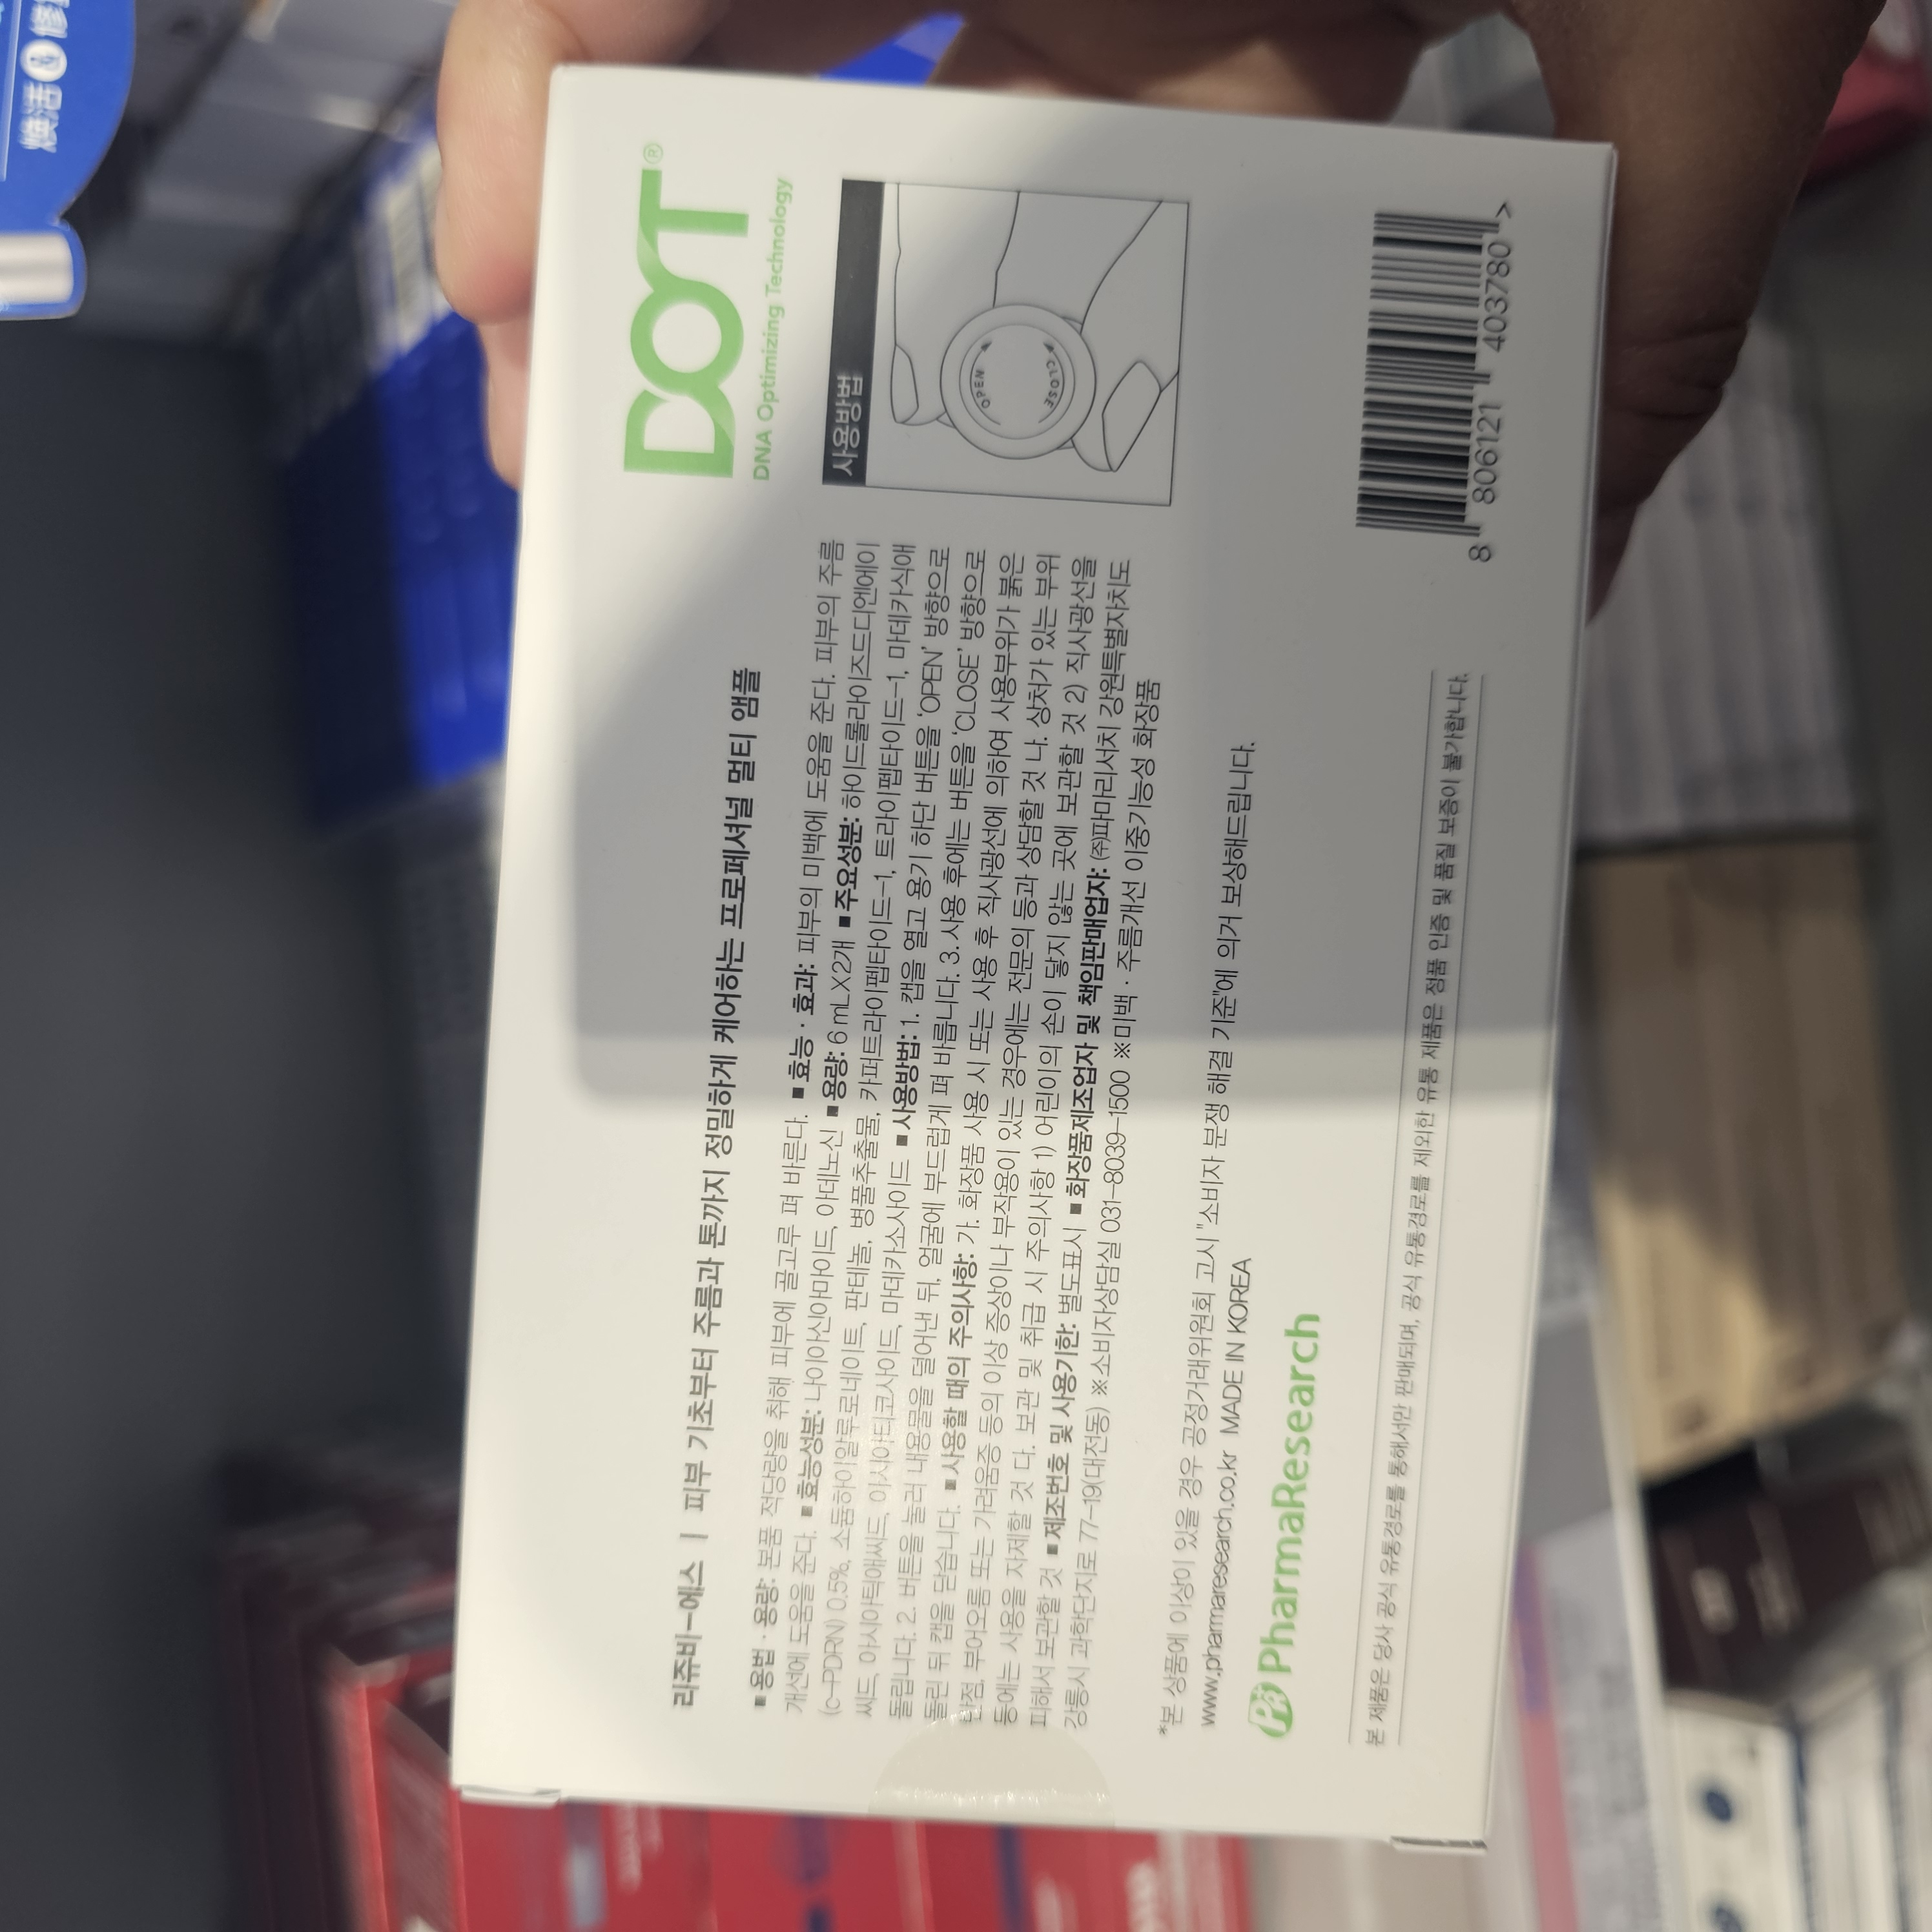 DOT®
DNA Optimizing Technology
리쥬비-에스 | 피부 기초부터 주름과 톤까지 정밀하게 케어하는 프로페셔널 멀티 앰플
■용법 · 용량: 본품 적당량을 취해 피부에 골고루 펴 바른다. ■효능 · 효과: 피부의 미백에 도움을 준다. 피부의 주름
개선에 도움을 준다. ■효능성분: 나이아신아마이드, 아데노신 ■용량: 6 mL X 2개 ■주요성분: 하이드롤라이즈드디엔에이
(c-PDRN) 0.5%, 소듐하이알루로네이트, 판테놀, 병풀추출물, 카퍼트라이펩타이드-1, 트라이펩타이드-1, 마데카식애
씨드, 아시아틱애씨드, 아시아티코사이드, 마데카소사이드 ■사용방법: 1. 캡을 열고 용기 하단 버튼을 'OPEN' 방향으로
돌립니다. 2. 버튼을 눌러 내용물을 덜어낸 뒤, 얼굴에 부드럽게 펴 바릅니다. 3. 사용 후에는 버튼을 'CLOSE' 방향으로
돌린 뒤 캡을 닫습니다. ■사용할 때의 주의사항: 가. 화장품 사용 시 또는 사용 후 직사광선에 의하여 사용부위가 붉은
반점, 부어오름 또는 가려움증 등의 이상 증상이나 부작용이 있는 경우에는 전문의 등과 상담할 것 나. 상처가 있는 부위
등에는 사용을 자제할 것 다. 보관 및 취급 시 주의사항 1) 어린이의 손이 닿지 않는 곳에 보관할 것 2) 직사광선을
피해서 보관할 것 ■제조번호 및 사용기한: 별도표시 ■화장품제조업자 및 책임판매업자: ㈜파마리서치 강원특별자치도
강릉시 과학단지로 77-19(대전동) ※소비자상담실 031-8039-1500 ※미백 · 주름개선 이중기능성 화장품
사용방법
OPEN
CLOSE
*본 상품에 이상이 있을 경우 공정거래위원회 고시 "소비자 분쟁 해결 기준"에 의거 보상해드립니다.
www.pharmaresearch.co.kr MADE IN KOREA
PharmaResearch
본 제품은 당사 공식 유통경로를 통해서만 판매되며, 공식 유통경로를 제외한 유통 제품은 정품 인증 및 품질 보증이 불가합니다.
8 806121 403780 >